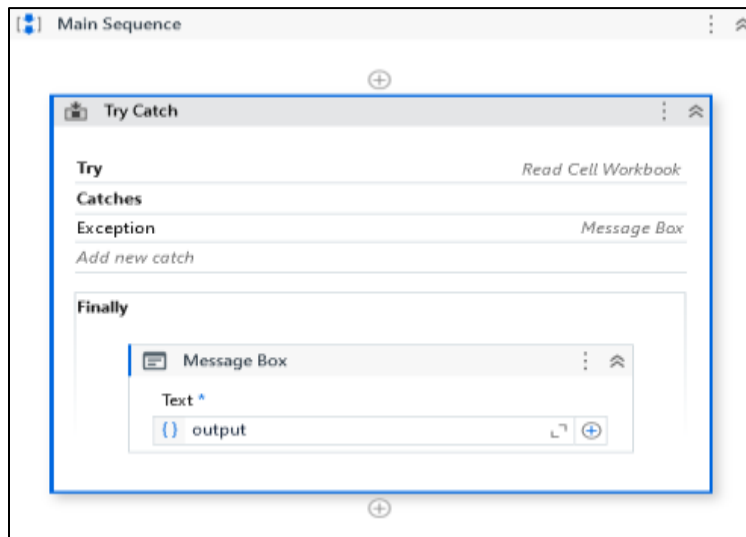 Main Sequence
Try Catch
Try Read Cell Workbook
Catches
Exception Message Box
Add new catch
Finally
Message Box
Text *
{} output